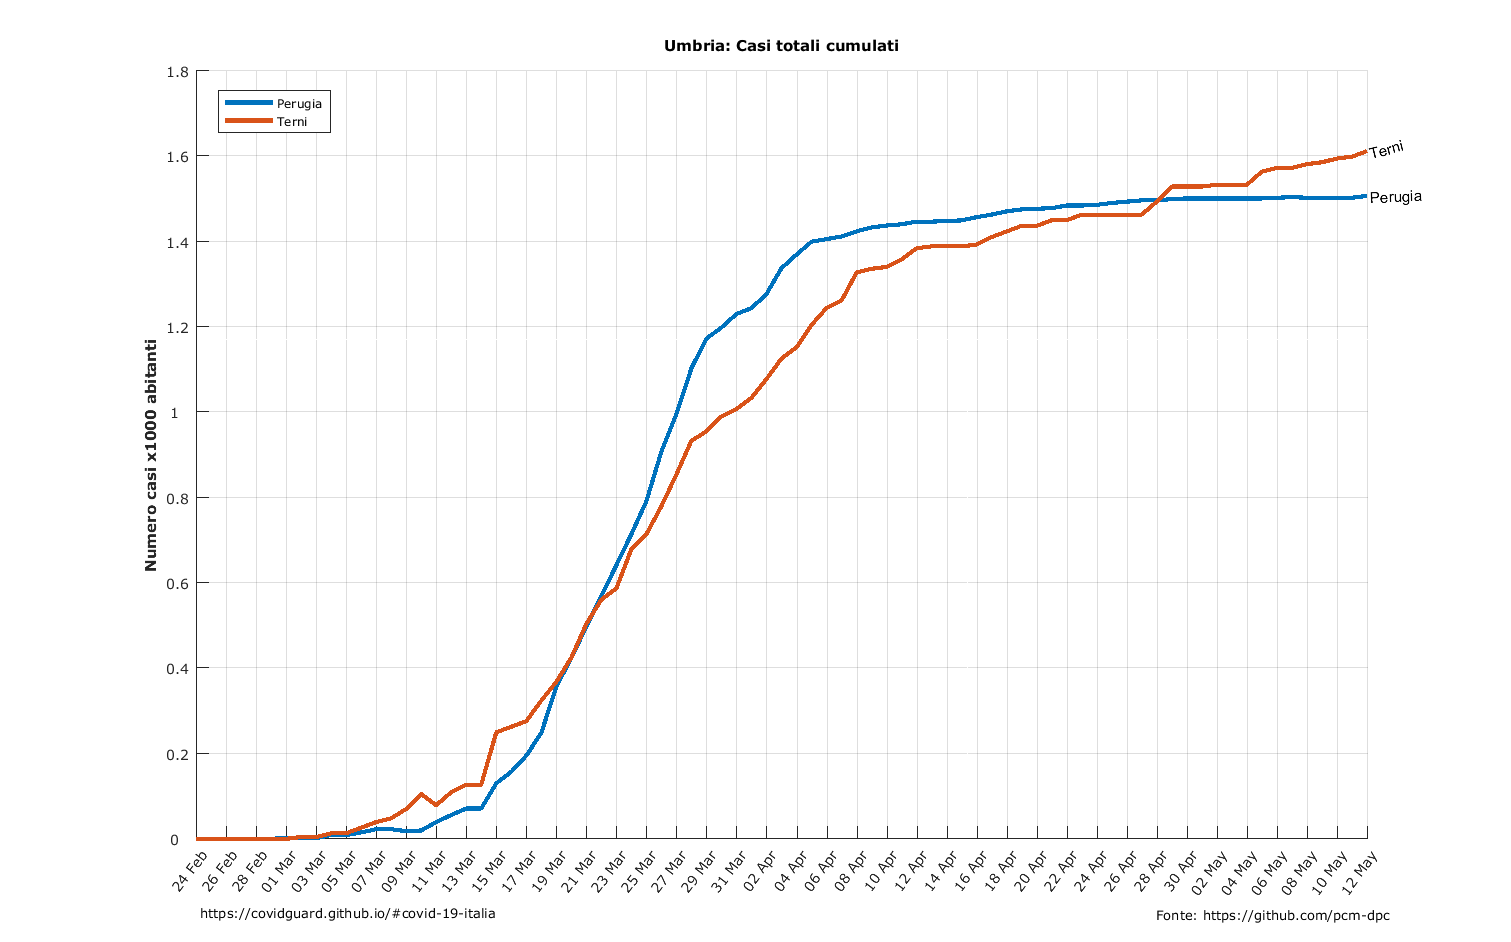 Umbria: Casi totali cumulati
1.8
1.6
1.4
1.2
1
0.8
0.6
0.4
0.2
0
Numero casi x1000 abitanti
Perugia
Terni
Terni
Perugia
24 Feb
26 Feb
28 Feb
01 Mar
03 Mar
05 Mar
07 Mar
09 Mar
11 Mar
13 Mar
15 Mar
17 Mar
19 Mar
21 Mar
23 Mar
25 Mar
27 Mar
29 Mar
31 Mar
02 Apr
04 Apr
06 Apr
08 Apr
10 Apr
12 Apr
14 Apr
16 Apr
18 Apr
20 Apr
22 Apr
24 Apr
26 Apr
28 Apr
30 Apr
02 May
04 May
06 May
08 May
10 May
12 May
https://covidguard.github.io/#covid-19-italia
Fonte: https://github.com/pcm-dpc